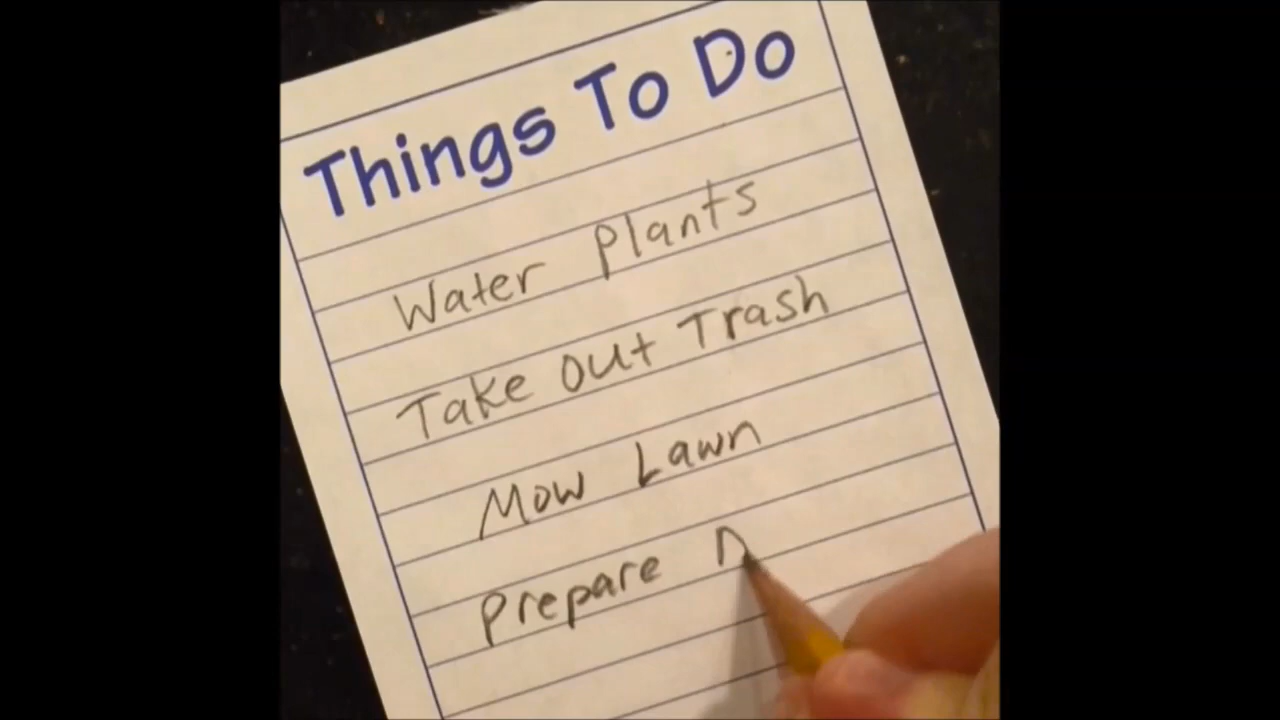 Things To Do
Water Plants
Take Out Trash
Mow Lawn
Prepare